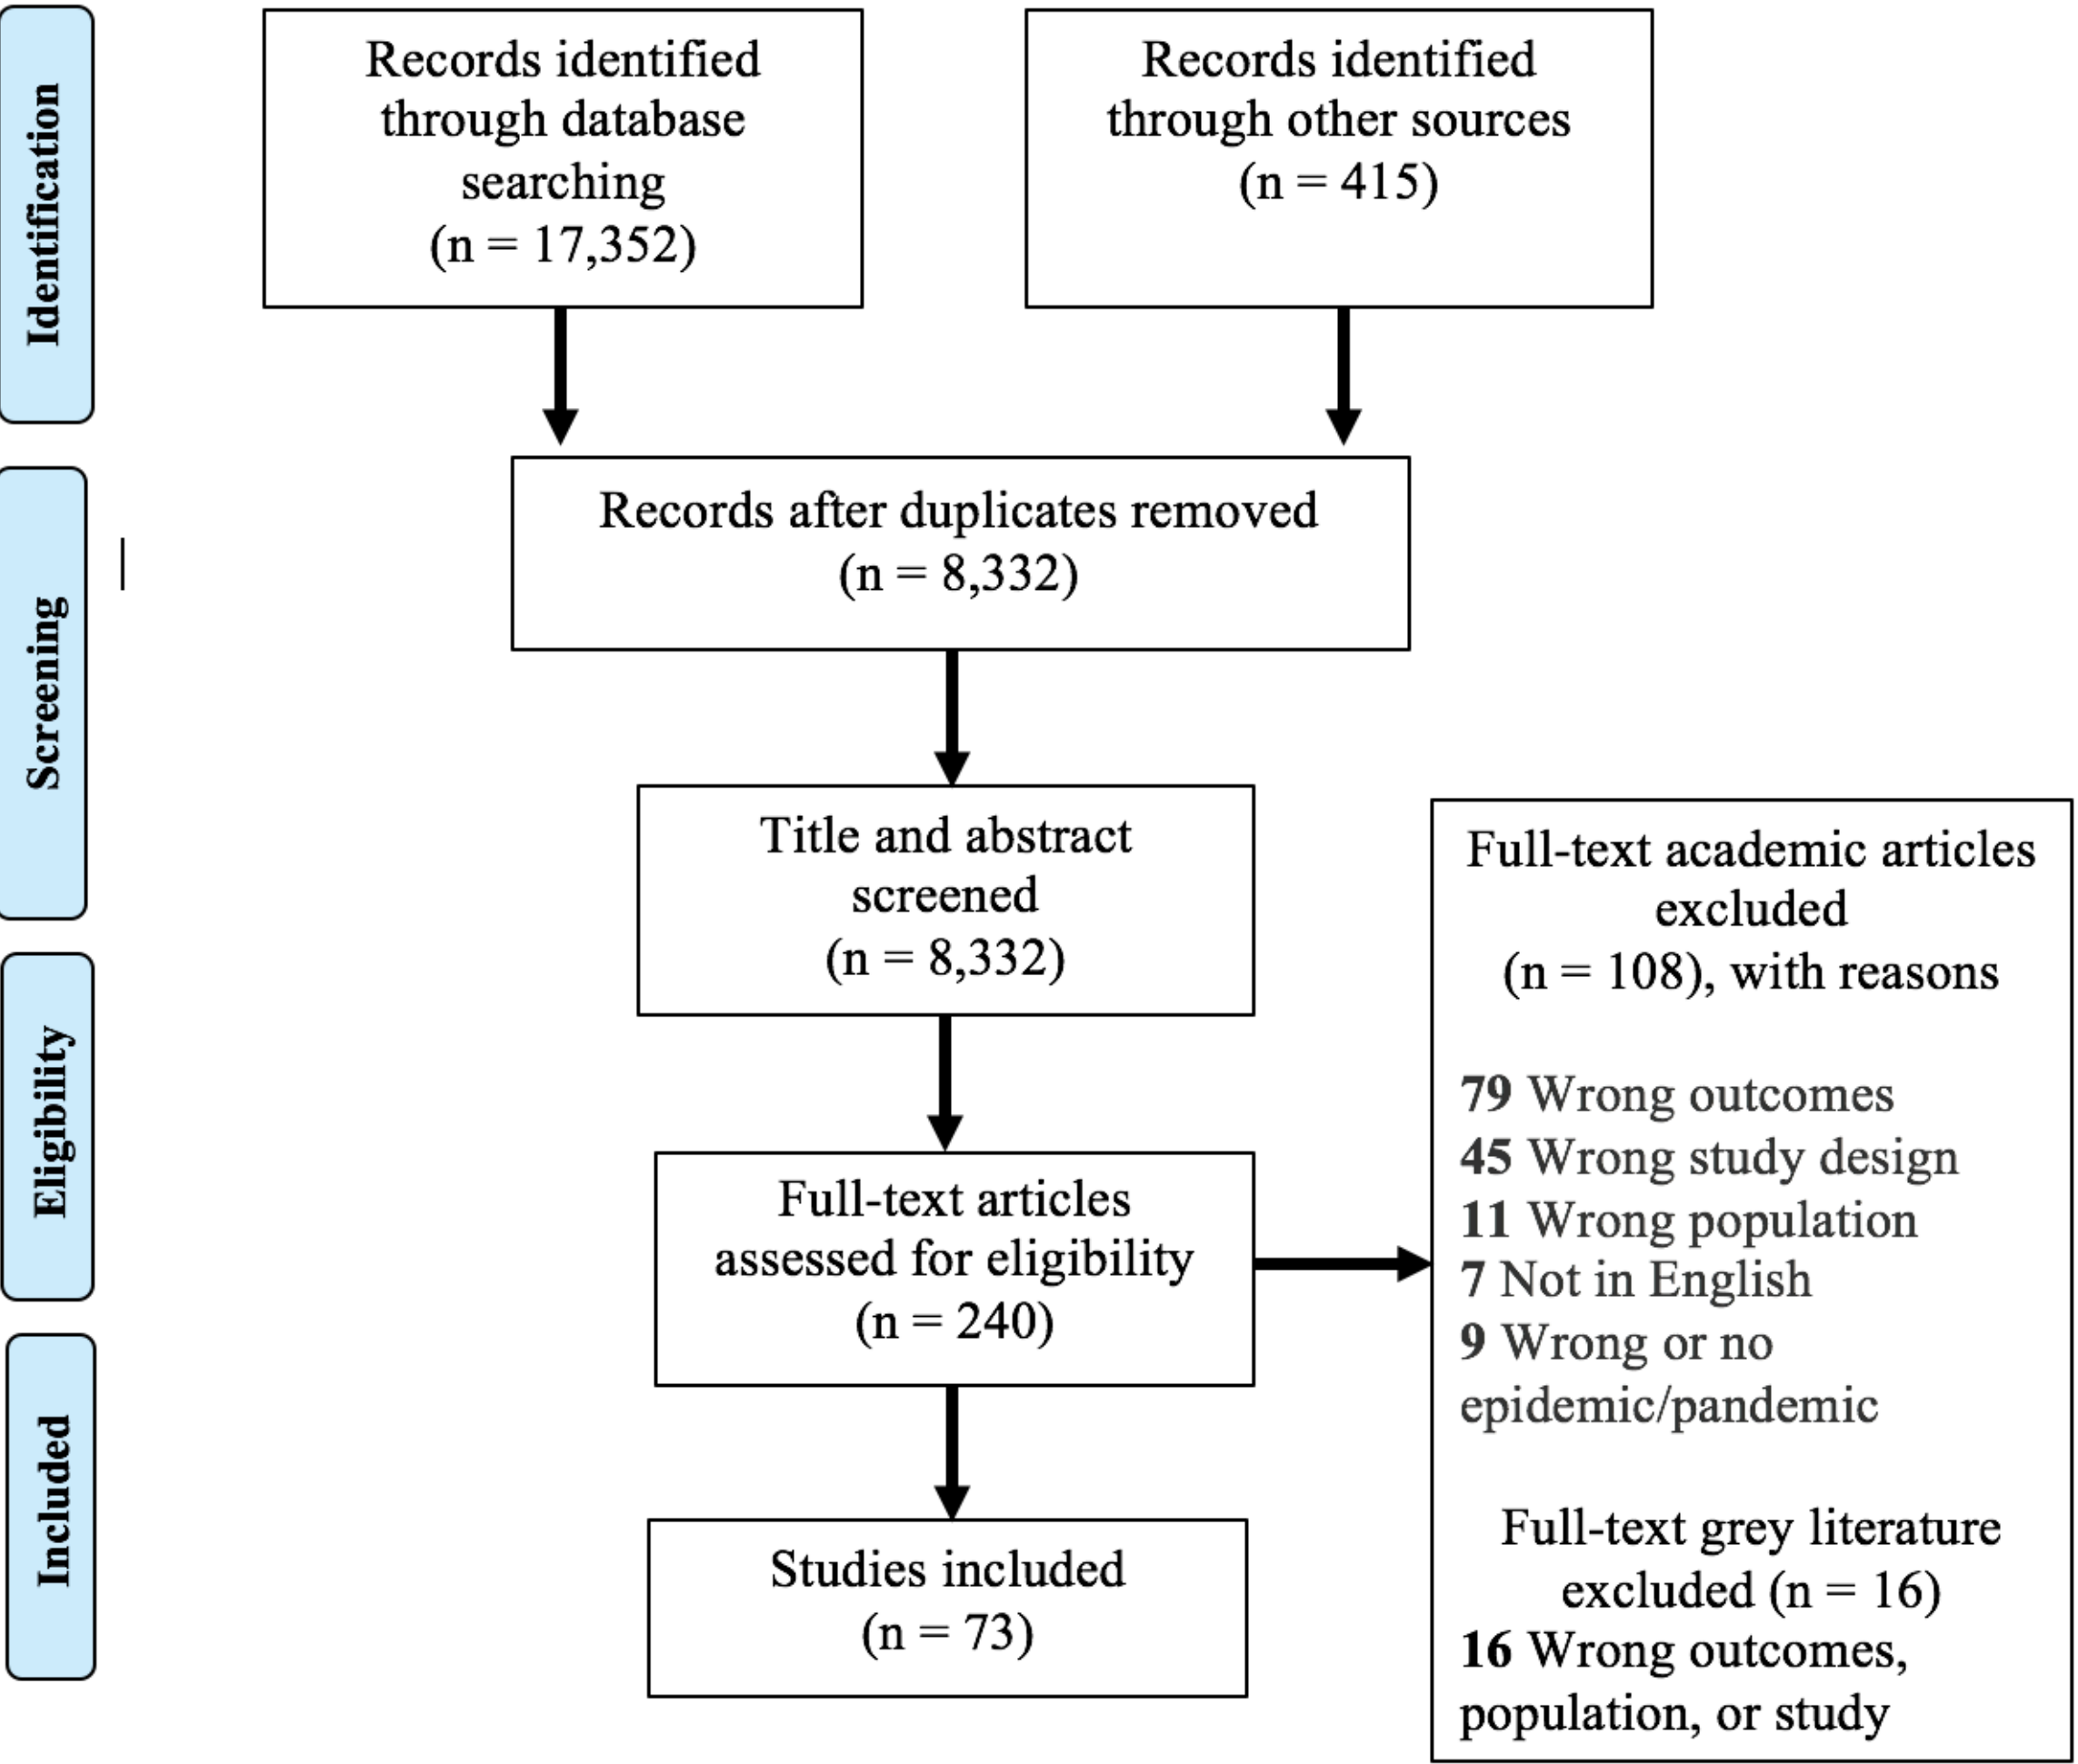 Identification
Records identified
through database
searching
(n = 17,352)
Records identified
through other sources
(n = 415)
Screening
Records after duplicates removed
(n = 8,332)
Title and abstract
screened
(n = 8,332)
Eligibility
Full-text articles
assessed for eligibility
(n = 240)
Full-text academic articles
excluded
(n = 108), with reasons
79 Wrong outcomes
45 Wrong study design
11 Wrong population
7 Not in English
9 Wrong or no
epidemic/pandemic
Full-text grey literature
excluded (n = 16)
16 Wrong outcomes,
population, or study
Included
Studies included
(n = 73)